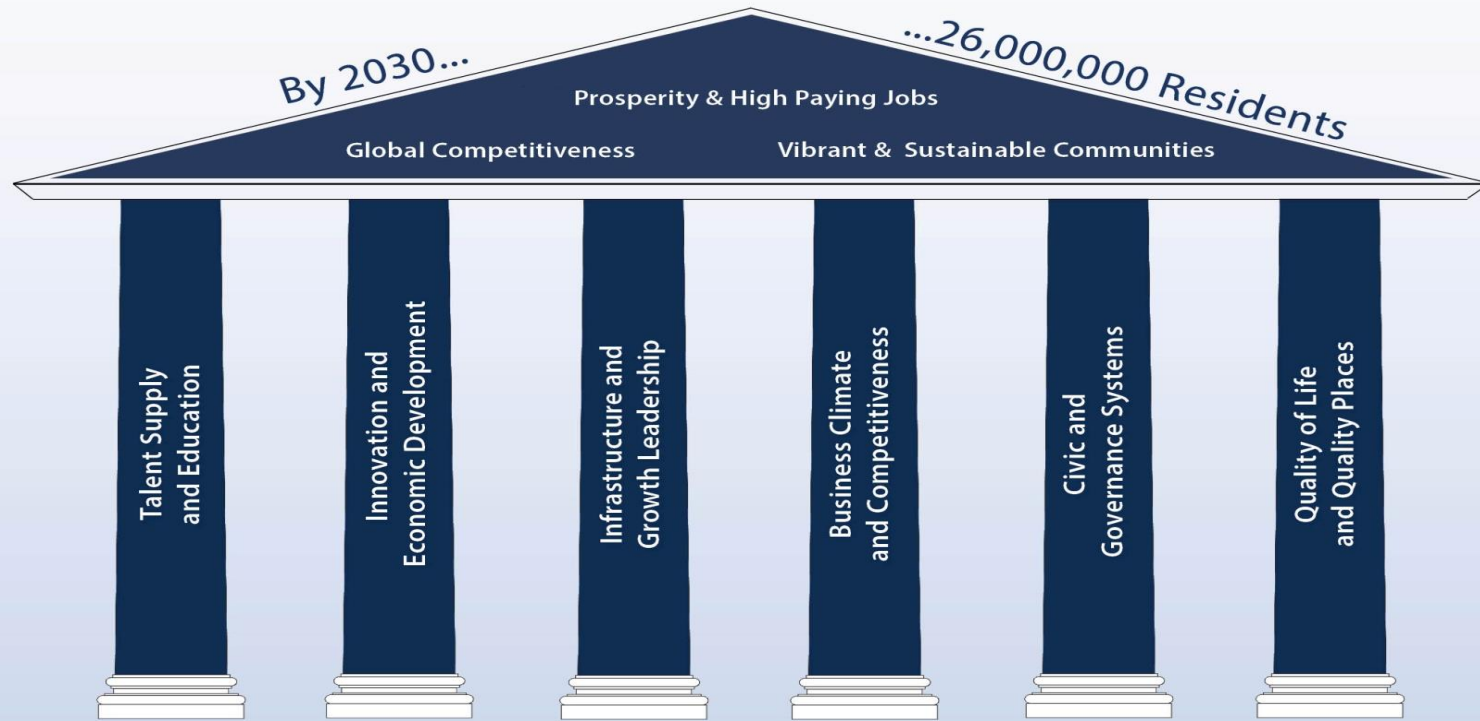 By 2030...
...26,000,000 Residents
Prosperity & High Paying Jobs
Global Competitiveness
Vibrant & Sustainable Communities
Talent Supply
and Education
Innovation and
Economic Development
Infrastructure and
Growth Leadership
Business Climate
and Competitiveness
Civic and
Governance Systems
Quality of Life
and Quality Places